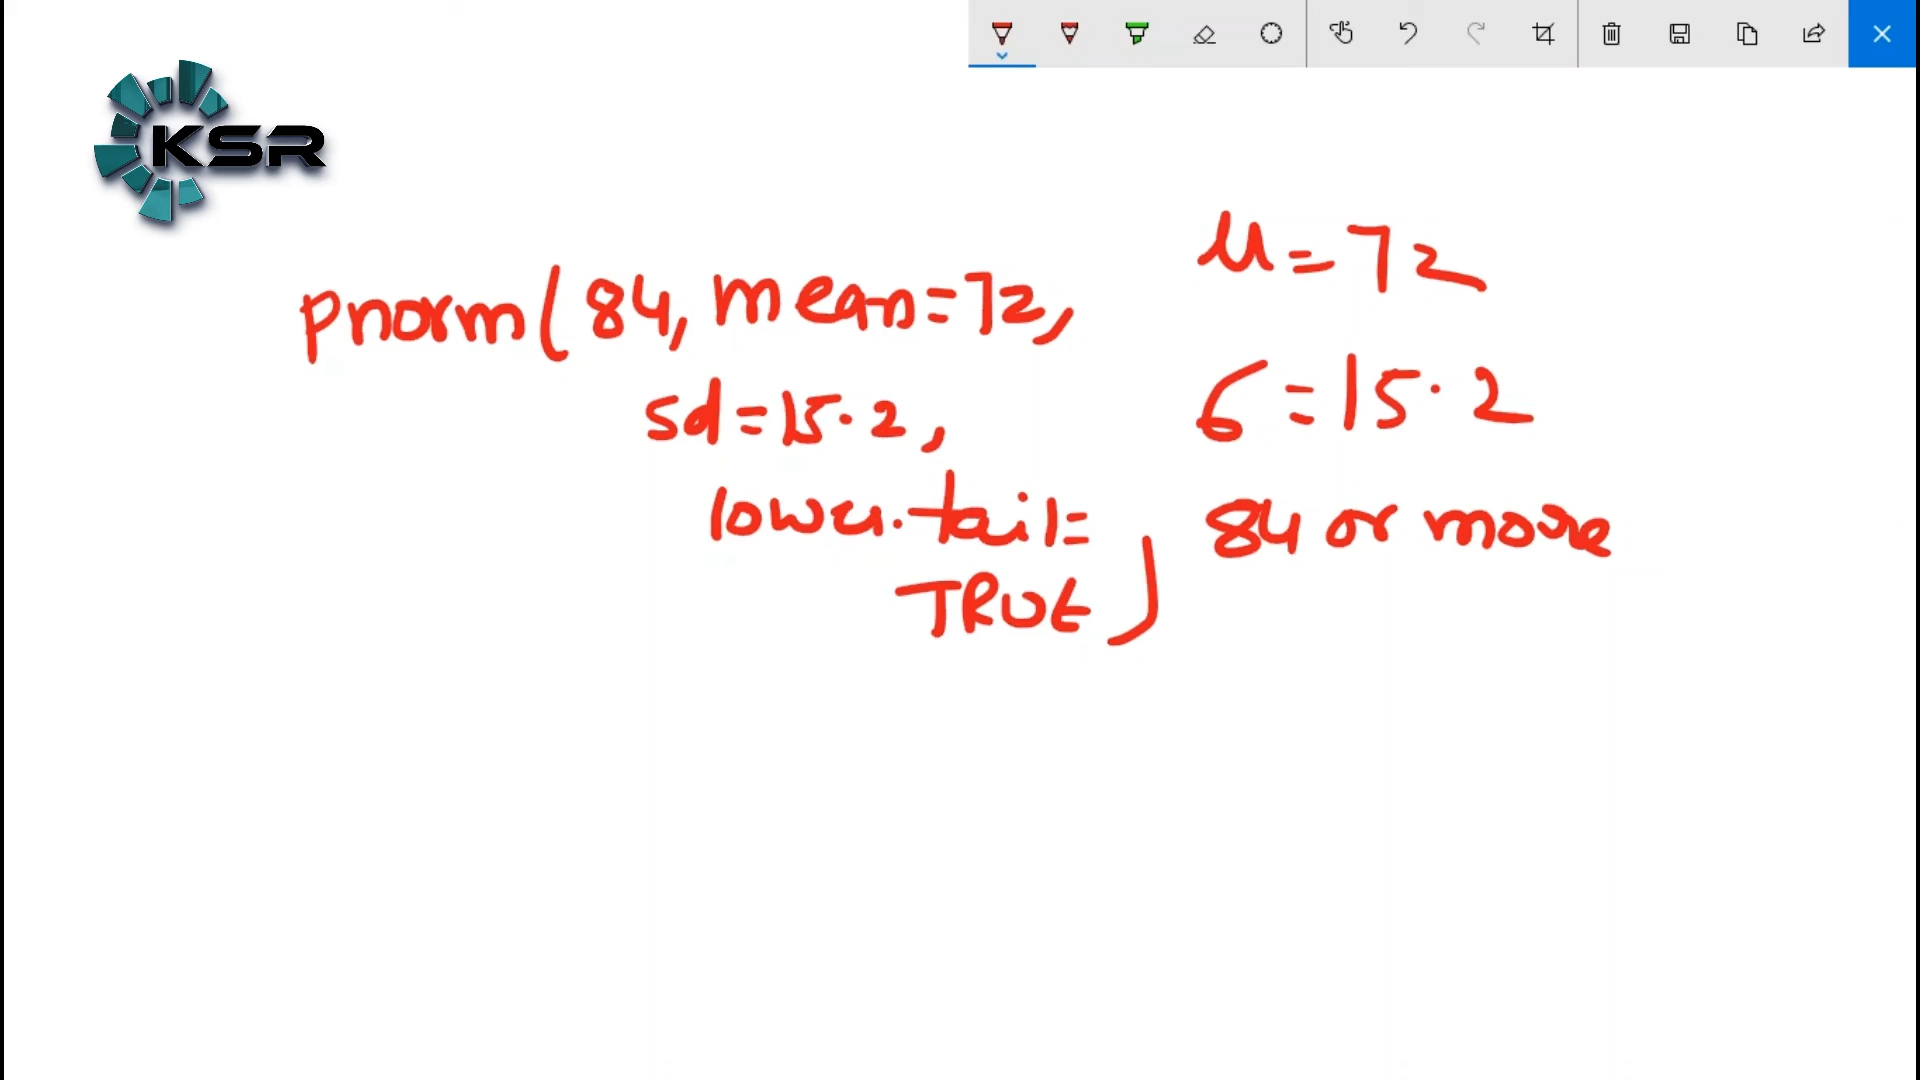 KSR
pnorm(84, mean=72,
sd=15.2,
lower.tail=
TRUE)
μ=72
σ=15.2
84 or more